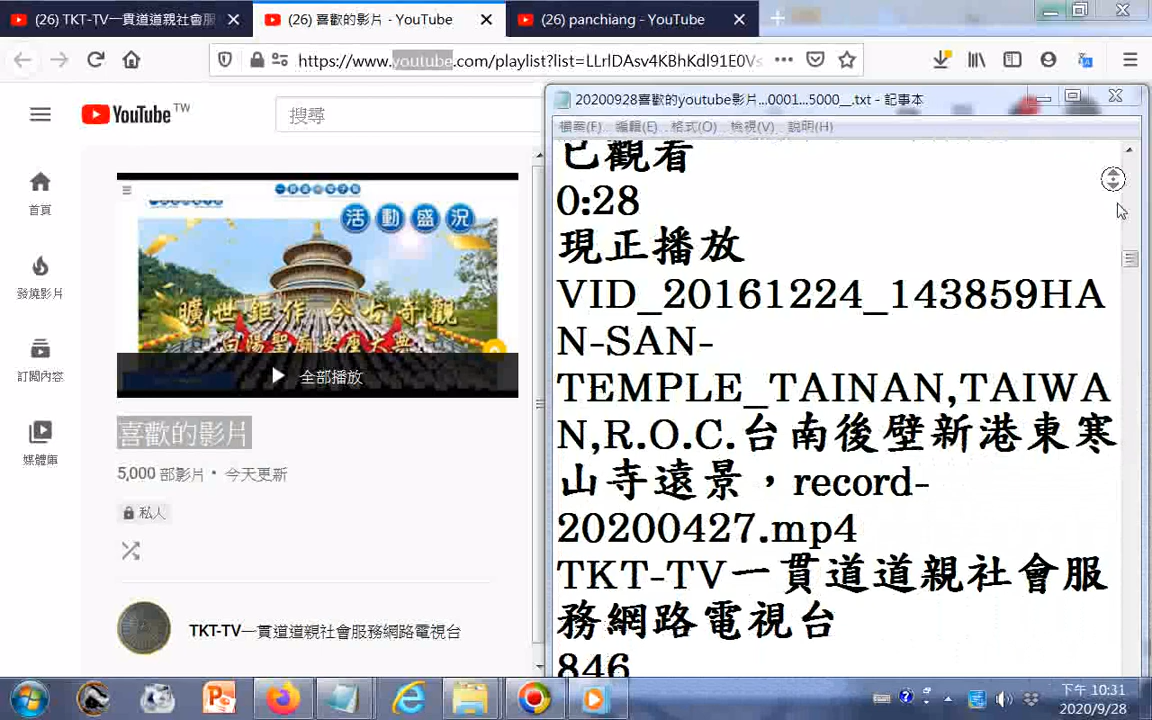 (26) TKT-TV一貫道道親社會服
(26) 喜歡的影片 - YouTube
(26) panchiang - YouTube
https://www.youtube.com/playlist?list=LLrlDAsv4KBhKdl91E0Vs
YouTube TW
搜尋
首頁
發燒影片
訂閱內容
媒體庫
活動盛況
曠世鉅作 今古奇觀
白陽聖廟安座大典
全部播放
喜歡的影片
5,000 部影片・今天更新
私人
TKT-TV一貫道道親社會服務網路電視台
20200928喜歡的youtube影片...0001...5000__.txt - 記事本
檔案(F) 編輯(E) 格式(O) 檢視(V) 說明(H)
已觀看
0:28
現正播放
VID_20161224_143859HA
N-SAN-
TEMPLE_TAINAN,TAIWA
N,R.O.C.台南後壁新港東寒
山寺遠景，record-
20200427.mp4
TKT-TV一貫道道親社會服
務網路電視台
846
下午 10:31
2020/9/28